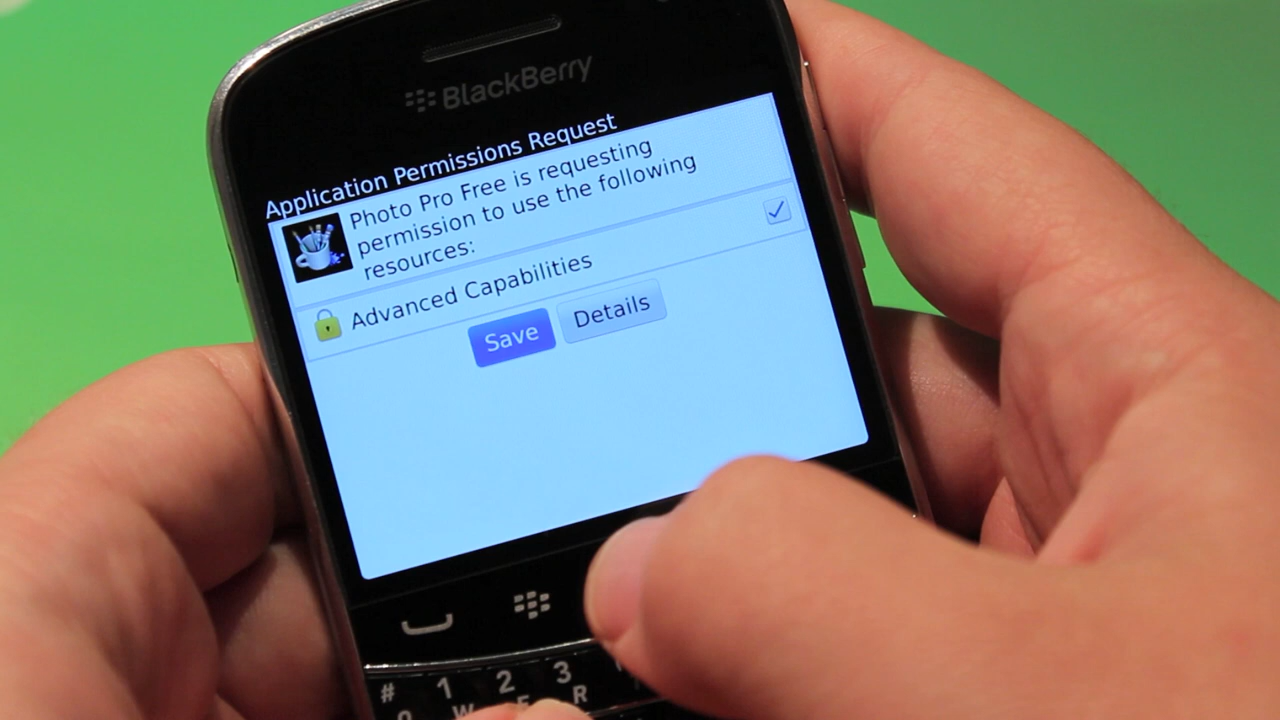 BlackBerry
Application Permissions Request
Photo Pro Free is requesting
permission to use the following
resources:
Advanced Capabilities
Save
Details
# 1 2 3
W E R